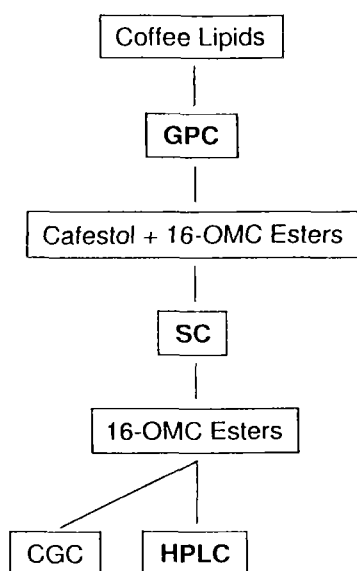 Coffee Lipids
GPC
Cafestol + 16-OMC Esters
SC
16-OMC Esters
CGC
HPLC